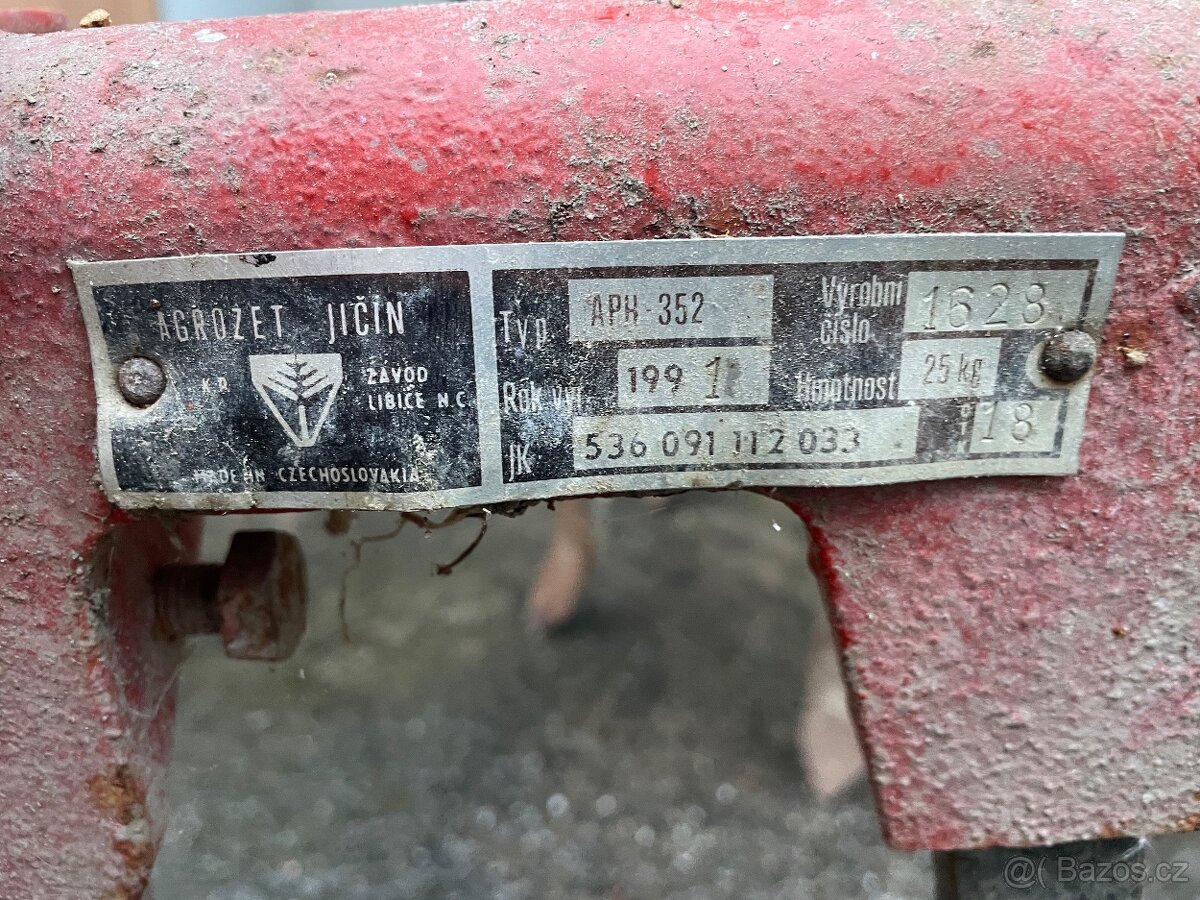 AGROZET JIČÍN
K.P.
ZÁVOD
LIBICE N C
MADE IN CZECHOSLOVAKIA
Typ APH-352
Výrobní číslo 1628
Rok výr. 1991
Hmotnost 25 kg
JK 536 091 112 033
18
@( Bazos.cz